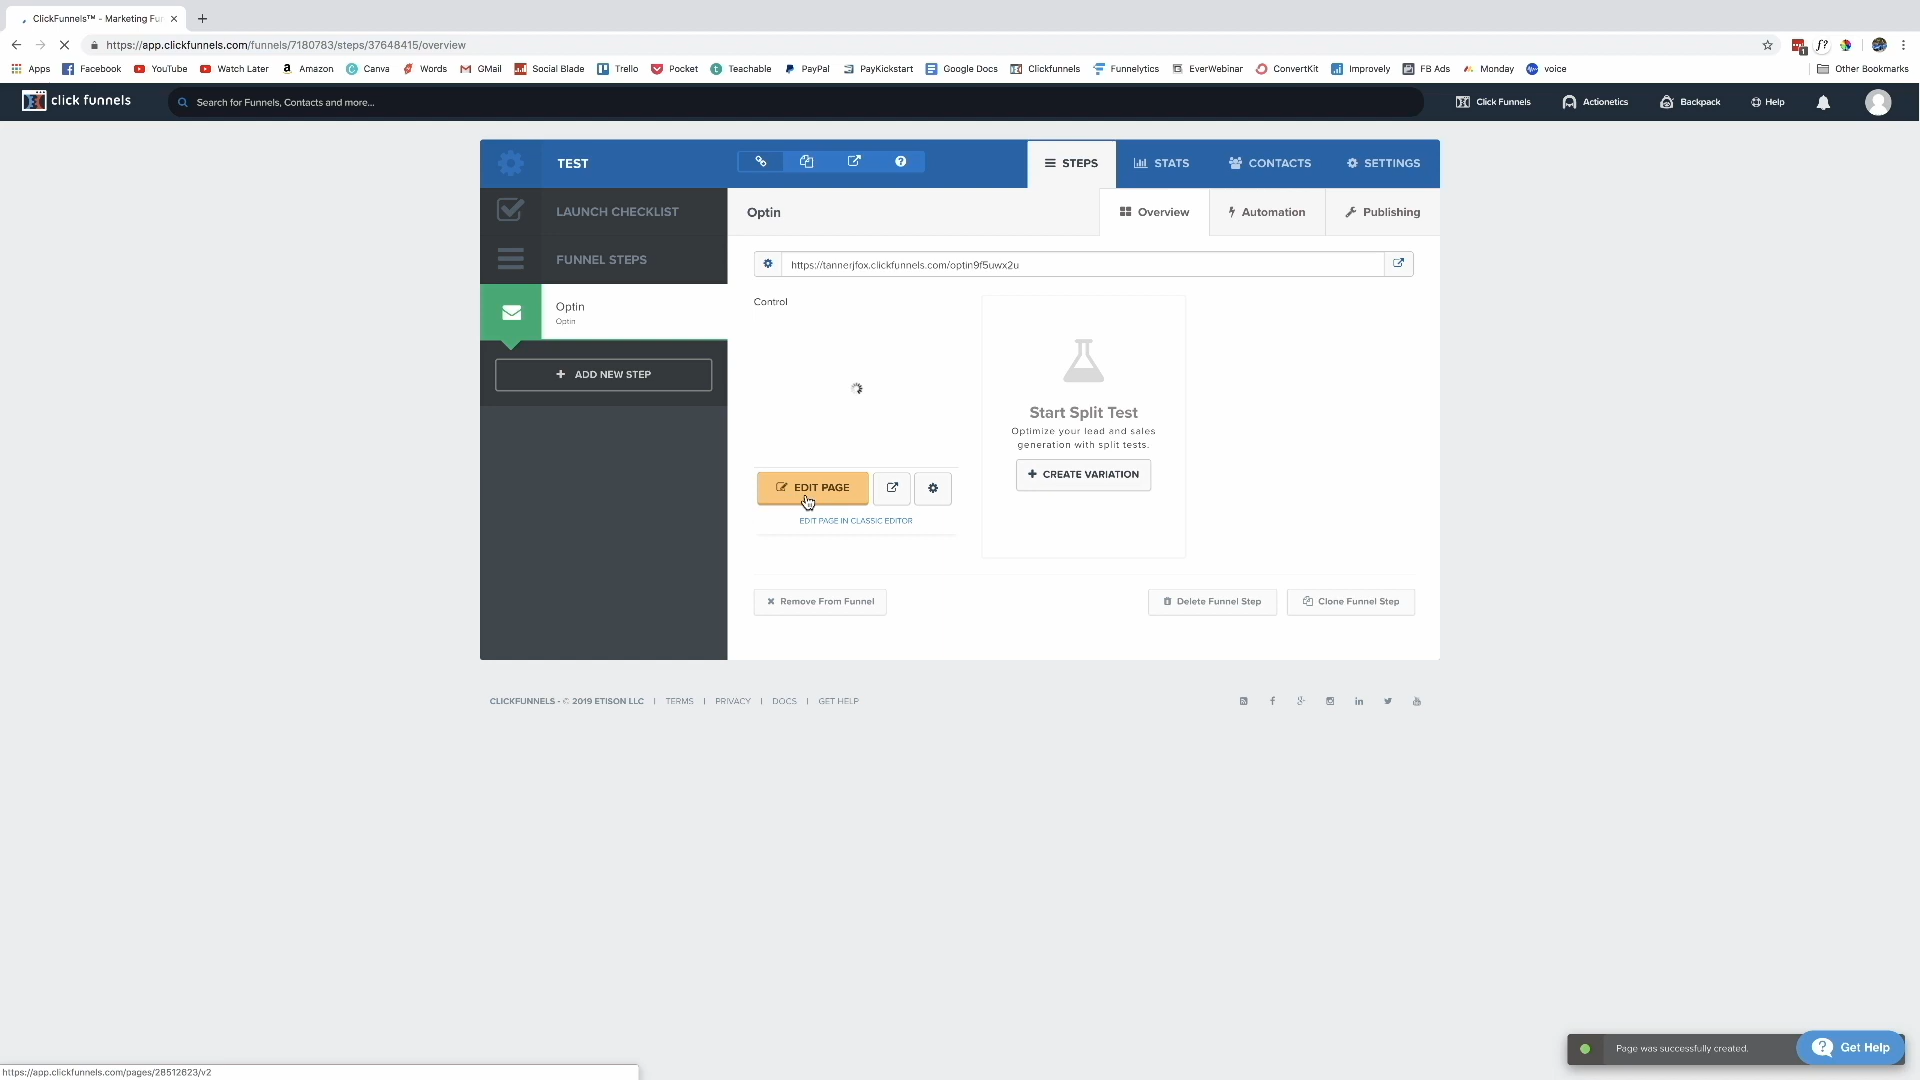 ClickFunnels™ - Marketing Fun
https://app.clickfunnels.com/funnels/7180783/steps/37648415/overview
Apps Facebook YouTube Watch Later Amazon Canva Words GMail Social Blade Trello Pocket Teachable PayPal PayKickstart Google Docs Clickfunnels Funnelytics EverWebinar ConvertKit Improvely FB Ads Monday voice Other Bookmarks
click funnels Search for Funnels, Contacts and more... Click Funnels Actionetics Backpack Help
TEST STEPS STATS CONTACTS SETTINGS
LAUNCH CHECKLIST Optin Overview Automation Publishing
FUNNEL STEPS
https://tannerjfox.clickfunnels.com/optin9f5uwx2u
Optin
Optin
Control
ADD NEW STEP
Start Split Test
Optimize your lead and sales
generation with split tests.
CREATE VARIATION
EDIT PAGE
EDIT PAGE IN CLASSIC EDITOR
Remove From Funnel Delete Funnel Step Clone Funnel Step
CLICKFUNNELS - © 2019 ETISON LLC | TERMS | PRIVACY | DOCS | GET HELP
Page was successfully created.
Get Help
https://app.clickfunnels.com/pages/28512623/v2